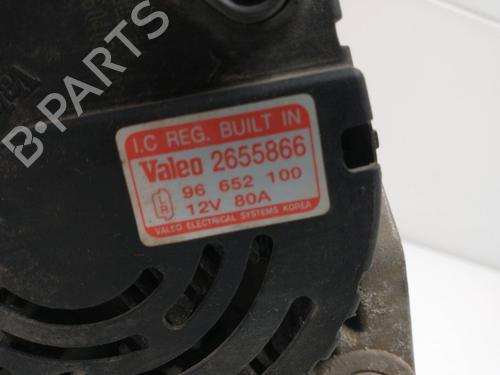 B-PARTS
I.C REG. BUILT IN
Valeo 2655866
96 652 100
L
R
12V 80A
VALEO ELECTRICAL SYSTEMS KOREA